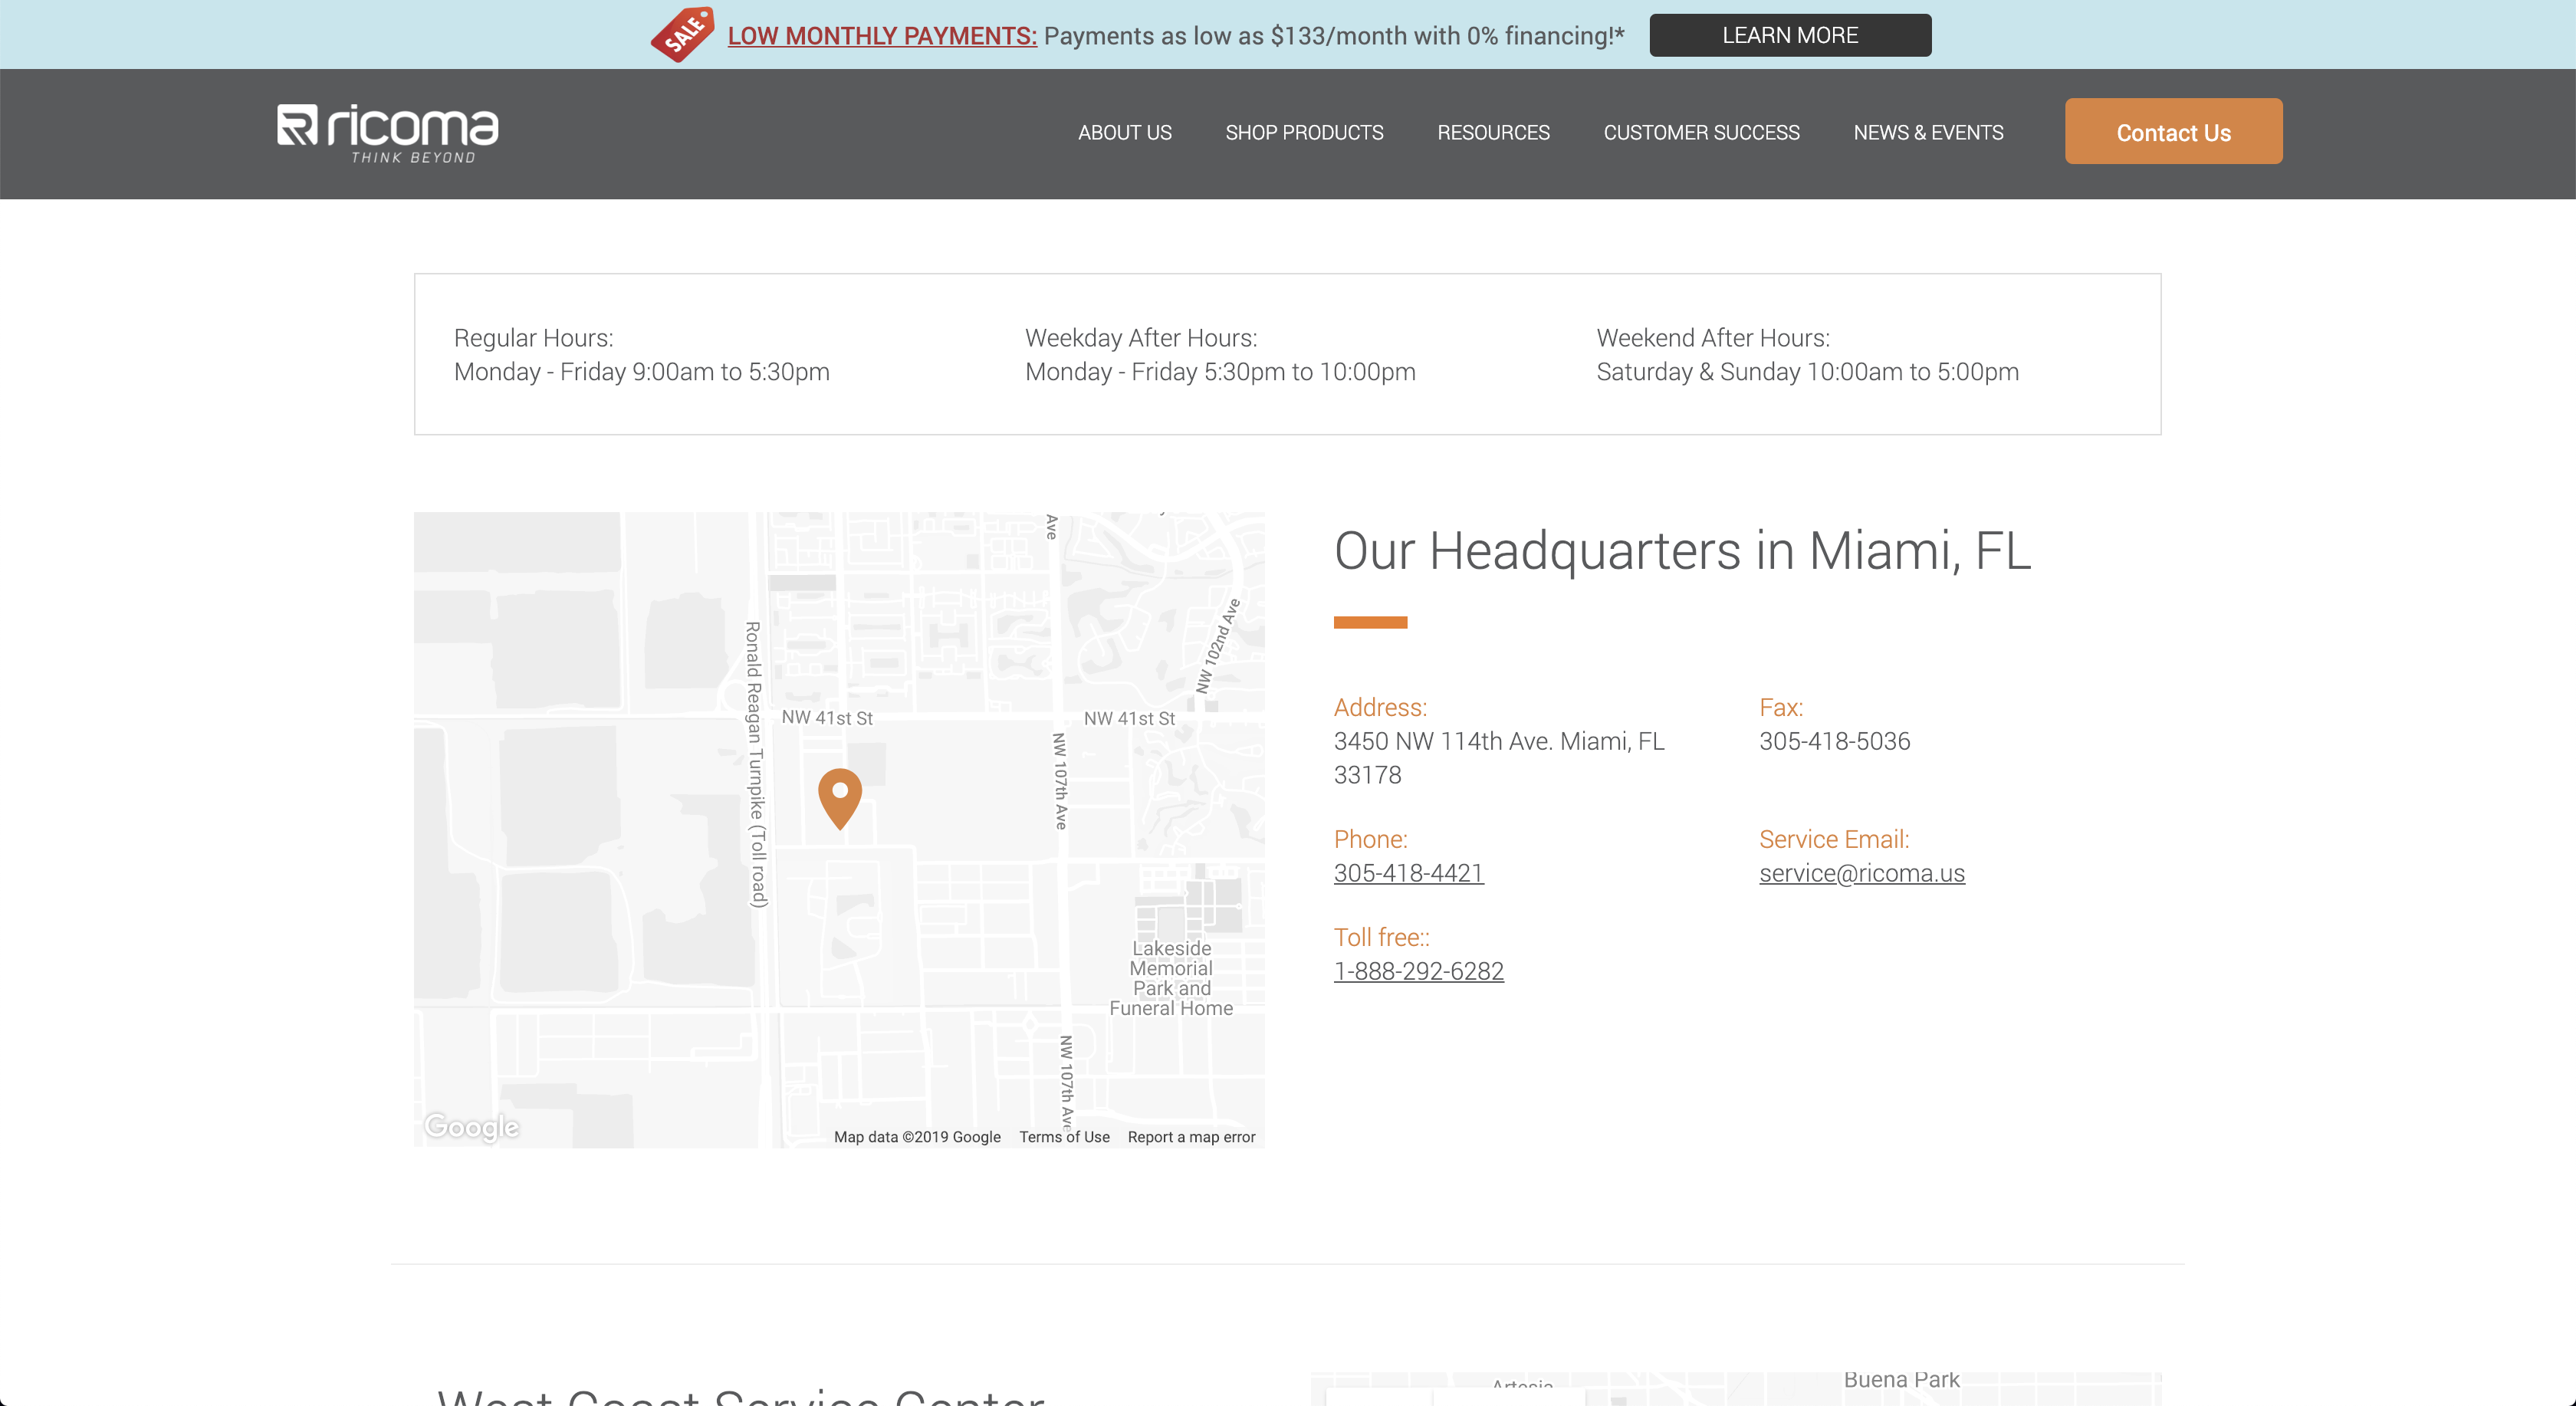 SALE
LOW MONTHLY PAYMENTS: Payments as low as $133/month with 0% financing!*
LEARN MORE
ricoma
THINK BEYOND
ABOUT US
SHOP PRODUCTS
RESOURCES
CUSTOMER SUCCESS
NEWS & EVENTS
Contact Us
Regular Hours:
Monday - Friday 9:00am to 5:30pm
Weekday After Hours:
Monday - Friday 5:30pm to 10:00pm
Weekend After Hours:
Saturday & Sunday 10:00am to 5:00pm
Ave
NW 102nd Ave
Ronald Reagan Turnpike (Toll road)
NW 41st St
NW 41st St
NW 107th Ave
Lakeside
Memorial
Park and
Funeral Home
NW 107th Ave
Google
Map data ©2019 Google
Terms of Use
Report a map error
Our Headquarters in Miami, FL
Address:
3450 NW 114th Ave. Miami, FL
33178
Fax:
305-418-5036
Phone:
305-418-4421
Service Email:
service@ricoma.us
Toll free::
1-888-292-6282
West Coast Service Center
Artesia
Buena Park